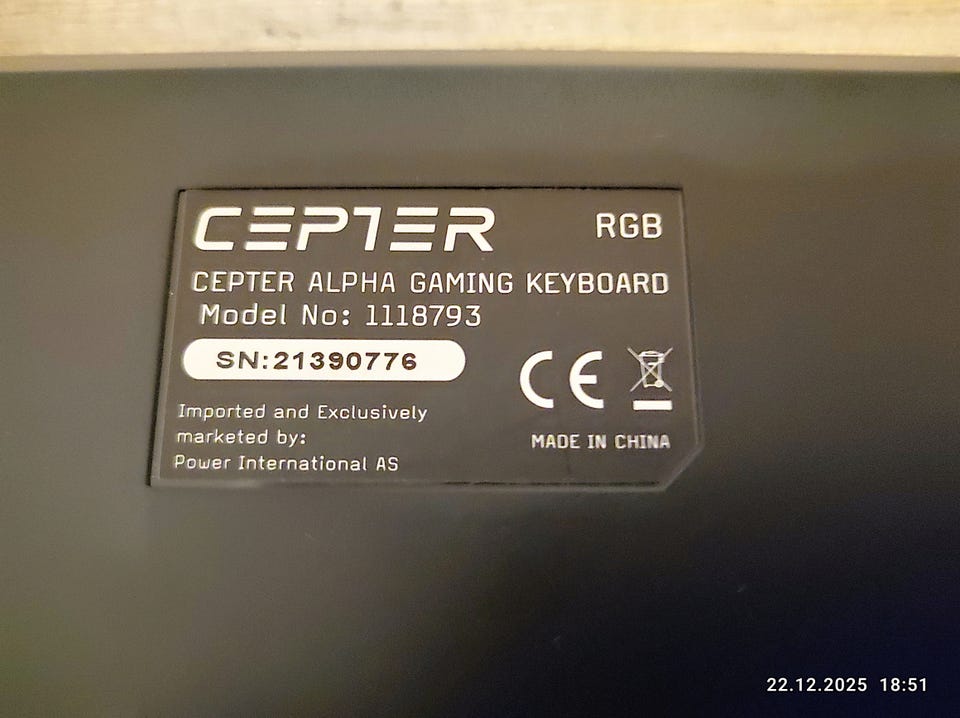 CEPTER RGB
CEPTER ALPHA GAMING KEYBOARD
Model No: 1118793
SN:21390776
CE
Imported and Exclusively
marketed by:
Power International AS
MADE IN CHINA
22.12.2025 18:51